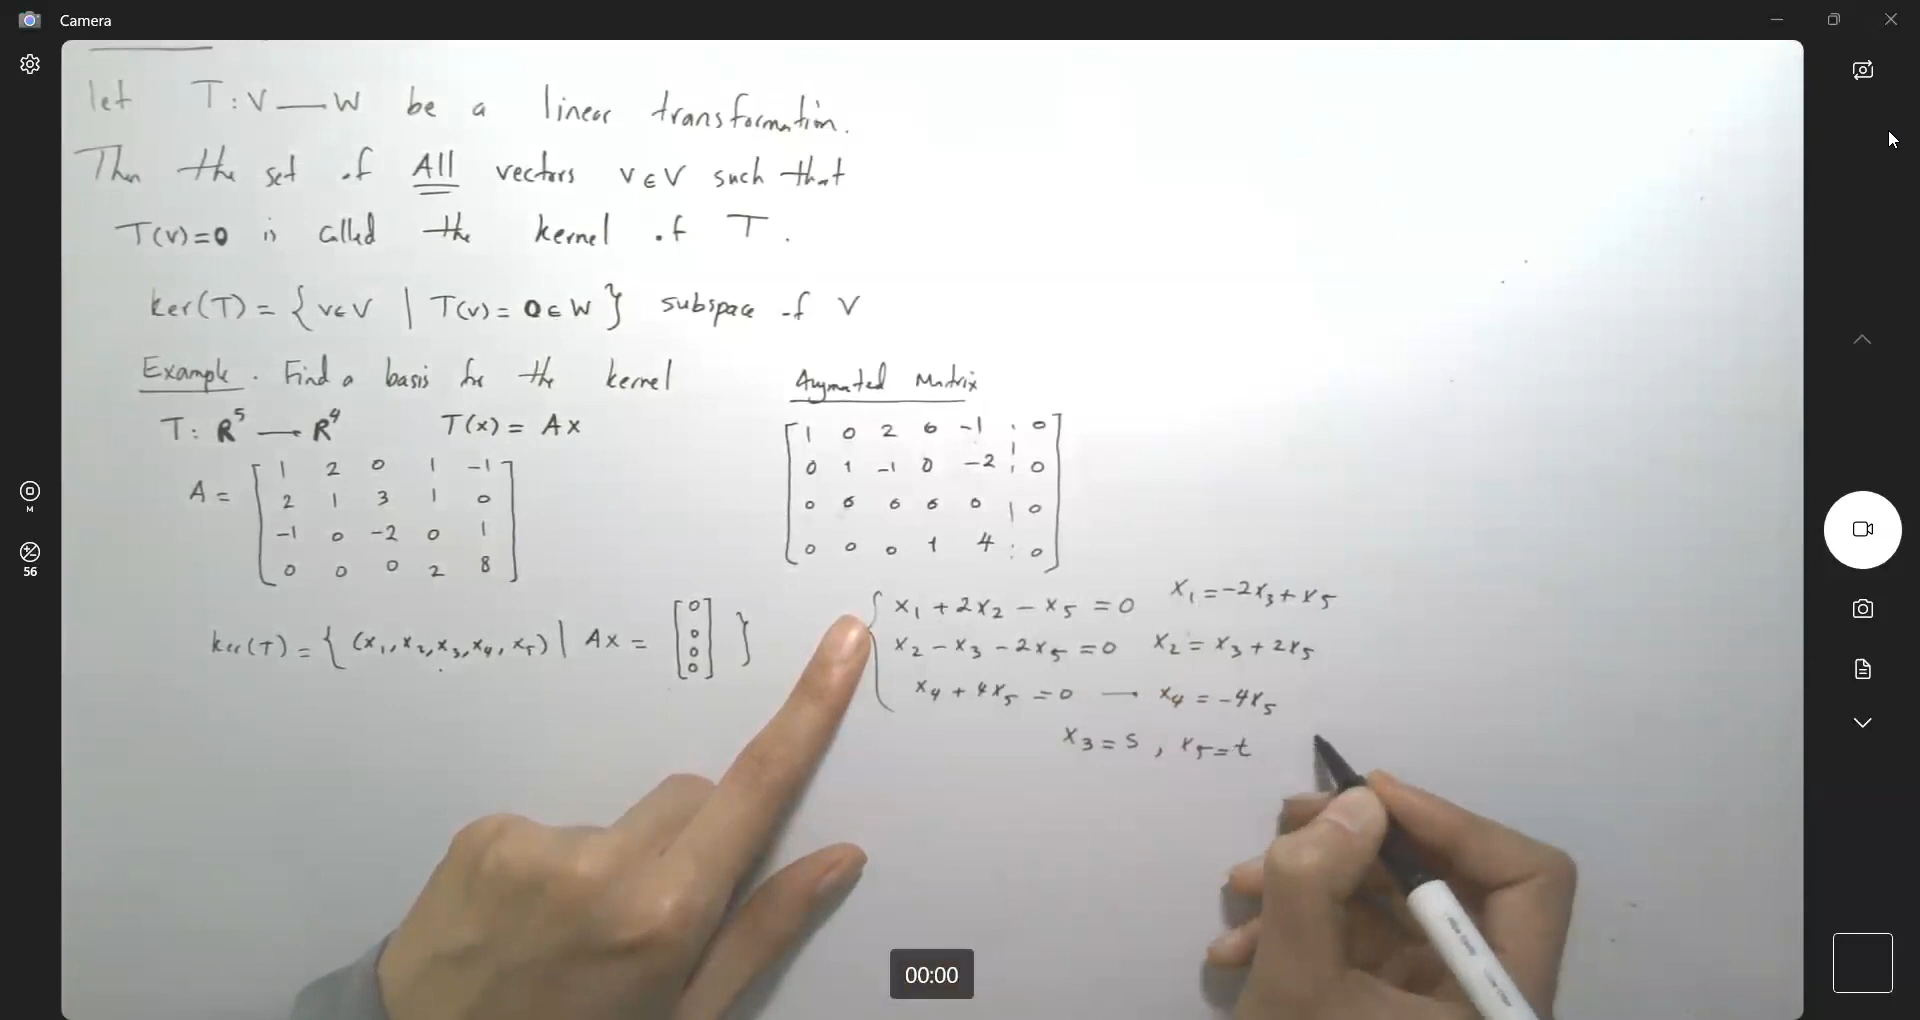 Camera
let T : V — W be a linear transformation.
Then the set of All vectors v ∈ V such that
T(v) = 0 is called the kernel of T.
ker(T) = { v ∈ V | T(v) = 0 ∈ W } subspace of V
Example. Find a basis for the kernel
T : R⁵ — R⁴ T(x) = Ax
A = [ 1 2 0 1 -1
2 1 3 1 0
-1 0 -2 0 1
0 0 0 2 8 ]
ker(T) = { (x₁, x₂, x₃, x₄, x₅) | Ax = [ 0
0
0
0 ] }
Augmented Matrix
[ 1 0 2 0 -1 : 0
0 1 -1 0 -2 : 0
0 0 0 0 0 | 0
0 0 0 1 4 : 0 ]
{ x₁ + 2x₂ - x₅ = 0 x₁ = -2x₃ + x₅
x₂ - x₃ - 2x₅ = 0 x₂ = x₃ + 2x₅
x₄ + 4x₅ = 0 — x₄ = -4x₅
x₃ = s , x₅ = t
M
56
00:00